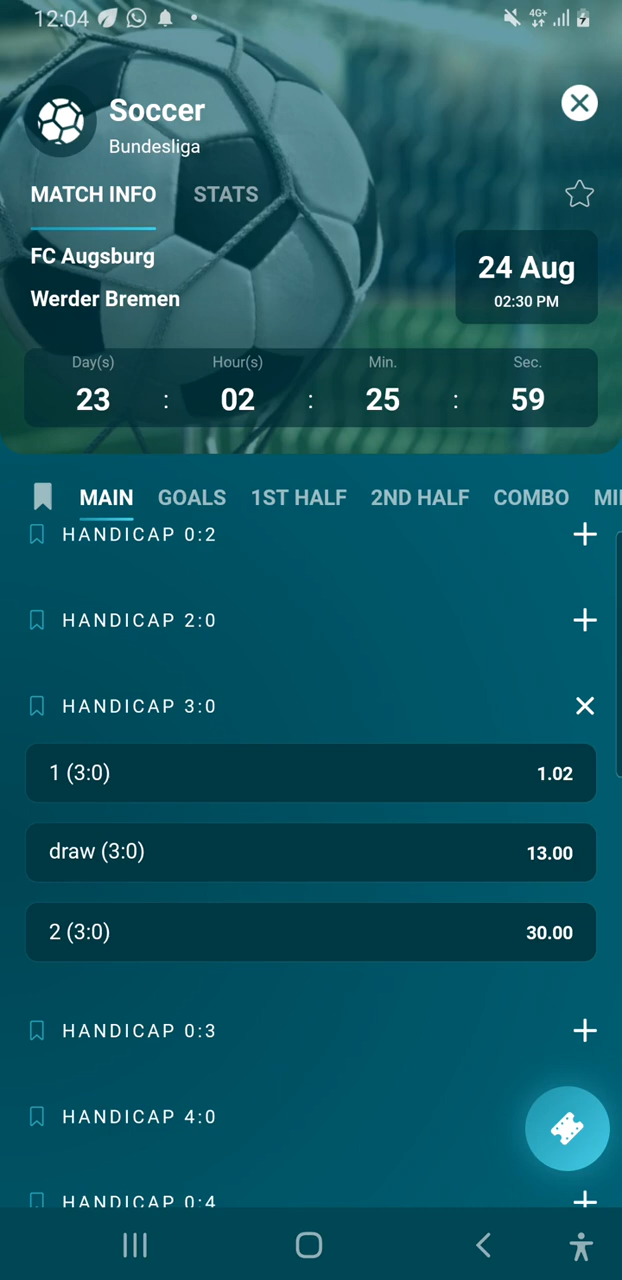 12:04
4G+
Soccer
Bundesliga
MATCH INFO STATS
FC Augsburg
Werder Bremen
24 Aug
02:30 PM
Day(s) Hour(s) Min. Sec.
23 : 02 : 25 : 59
MAIN GOALS 1ST HALF 2ND HALF COMBO MI
HANDICAP 0:2
HANDICAP 2:0
HANDICAP 3:0
1 (3:0) 1.02
draw (3:0) 13.00
2 (3:0) 30.00
HANDICAP 0:3
HANDICAP 4:0
HANDICAP 0:4